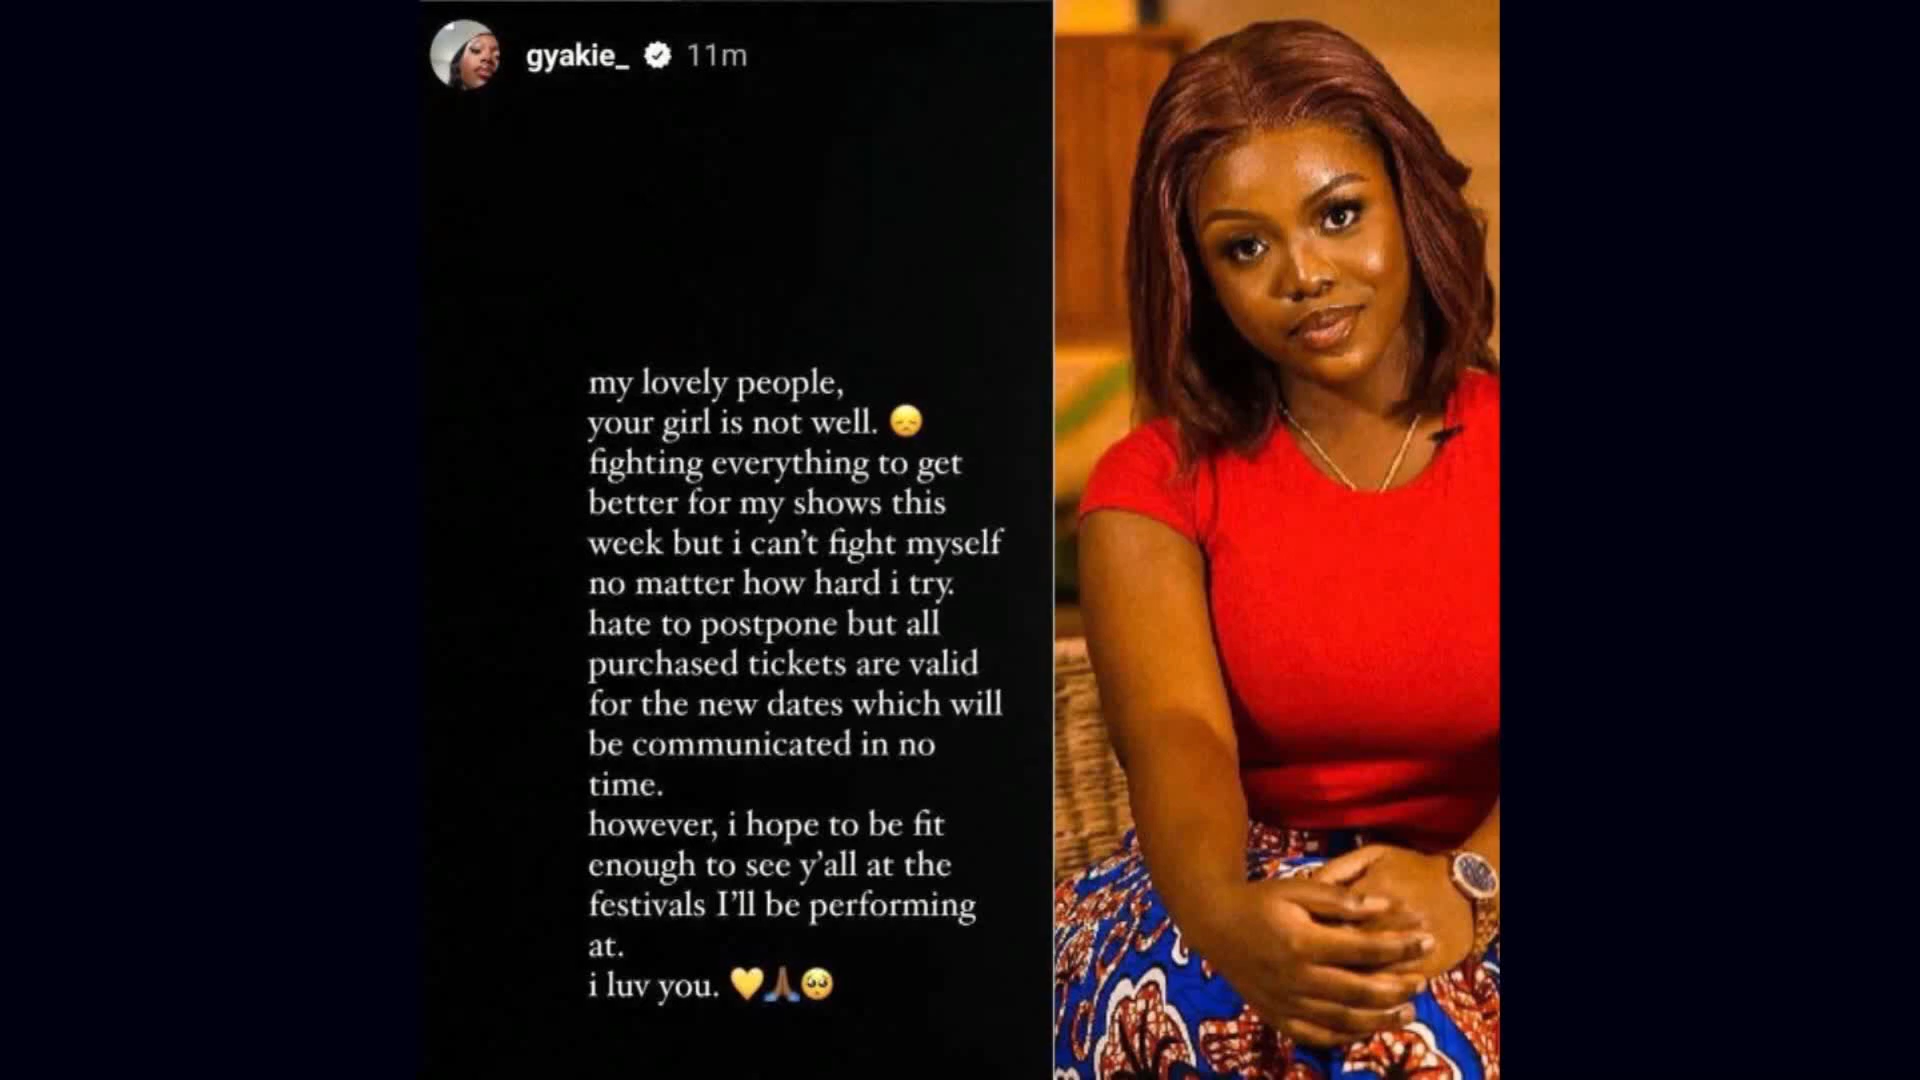 gyakie_ 11m
my lovely people,
your girl is not well. 😞
fighting everything to get
better for my shows this
week but i can't fight myself
no matter how hard i try.
hate to postpone but all
purchased tickets are valid
for the new dates which will
be communicated in no
time.
however, i hope to be fit
enough to see y'all at the
festivals I'll be performing
at.
i luv you. 💛🙏🏾🥺